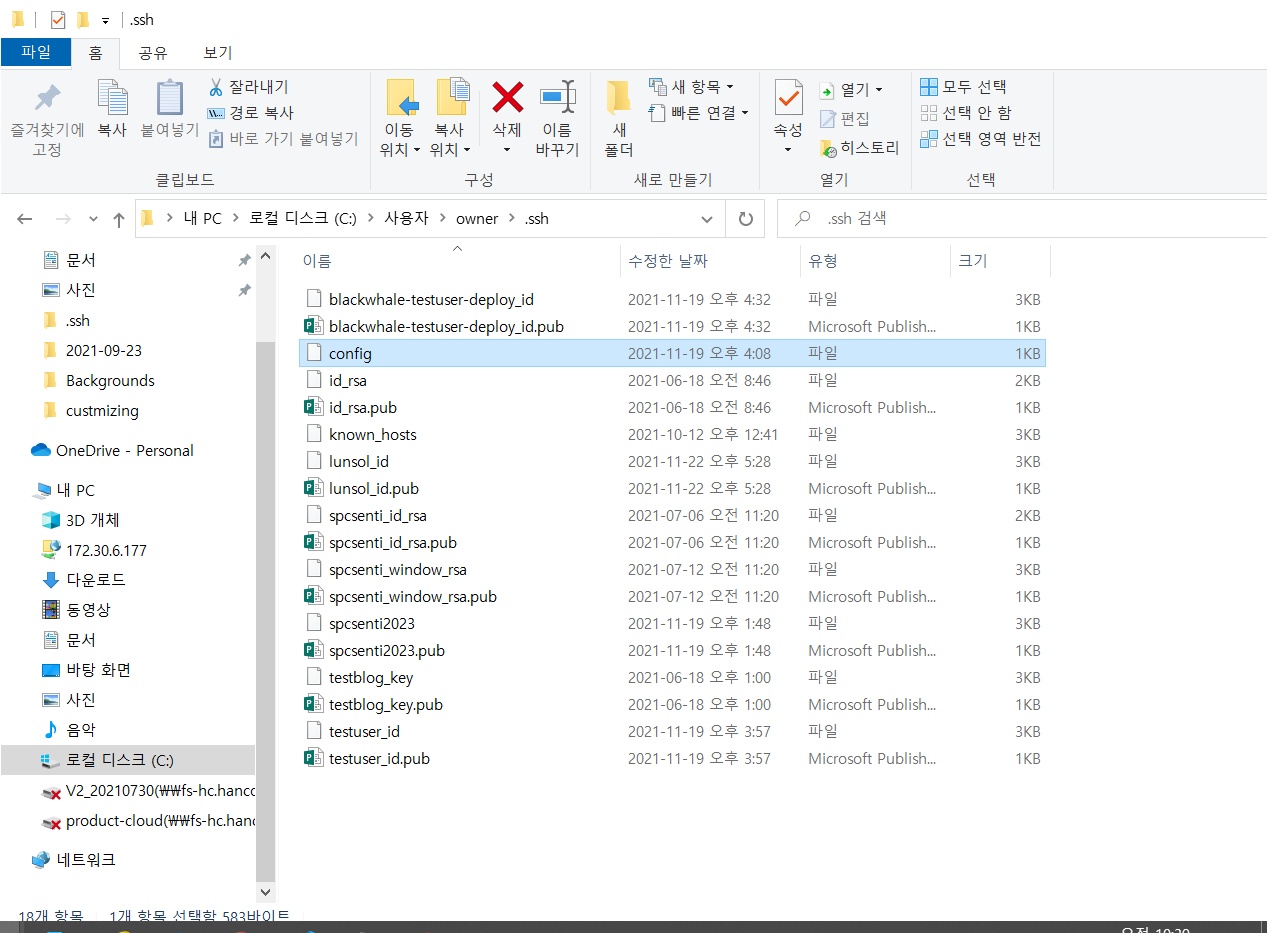 .ssh
파일 홈 공유 보기
즐겨찾기에 고정
복사
붙여넣기
잘라내기
경로 복사
바로 가기 붙여넣기
클립보드
이동 위치
복사 위치
삭제
이름 바꾸기
구성
새 폴더
새 항목
빠른 연결
새로 만들기
속성
열기
편집
히스토리
열기
모두 선택
선택 안 함
선택 영역 반전
선택
내 PC 로컬 디스크 (C:) 사용자 owner .ssh
.ssh 검색
문서
사진
.ssh
2021-09-23
Backgrounds
custmizing
OneDrive - Personal
내 PC
3D 개체
172.30.6.177
다운로드
동영상
문서
바탕 화면
사진
음악
로컬 디스크 (C:)
V2_20210730(₩₩fs-hc.hanco
product-cloud(₩₩fs-hc.hand
네트워크
이름 수정한 날짜 유형 크기
blackwhale-testuser-deploy_id 2021-11-19 오후 4:32 파일 3KB
blackwhale-testuser-deploy_id.pub 2021-11-19 오후 4:32 Microsoft Publish... 1KB
config 2021-11-19 오후 4:08 파일 1KB
id_rsa 2021-06-18 오전 8:46 파일 2KB
id_rsa.pub 2021-06-18 오전 8:46 Microsoft Publish... 1KB
known_hosts 2021-10-12 오후 12:41 파일 3KB
lunsol_id 2021-11-22 오후 5:28 파일 3KB
lunsol_id.pub 2021-11-22 오후 5:28 Microsoft Publish... 1KB
spcsenti_id_rsa 2021-07-06 오전 11:20 파일 2KB
spcsenti_id_rsa.pub 2021-07-06 오전 11:20 Microsoft Publish... 1KB
spcsenti_window_rsa 2021-07-12 오전 11:20 파일 3KB
spcsenti_window_rsa.pub 2021-07-12 오전 11:20 Microsoft Publish... 1KB
spcsenti2023 2021-11-19 오후 1:48 파일 3KB
spcsenti2023.pub 2021-11-19 오후 1:48 Microsoft Publish... 1KB
testblog_key 2021-06-18 오후 1:00 파일 3KB
testblog_key.pub 2021-06-18 오후 1:00 Microsoft Publish... 1KB
testuser_id 2021-11-19 오후 3:57 파일 3KB
testuser_id.pub 2021-11-19 오후 3:57 Microsoft Publish... 1KB
18개 항목 1개 항목 선택함 583바이트